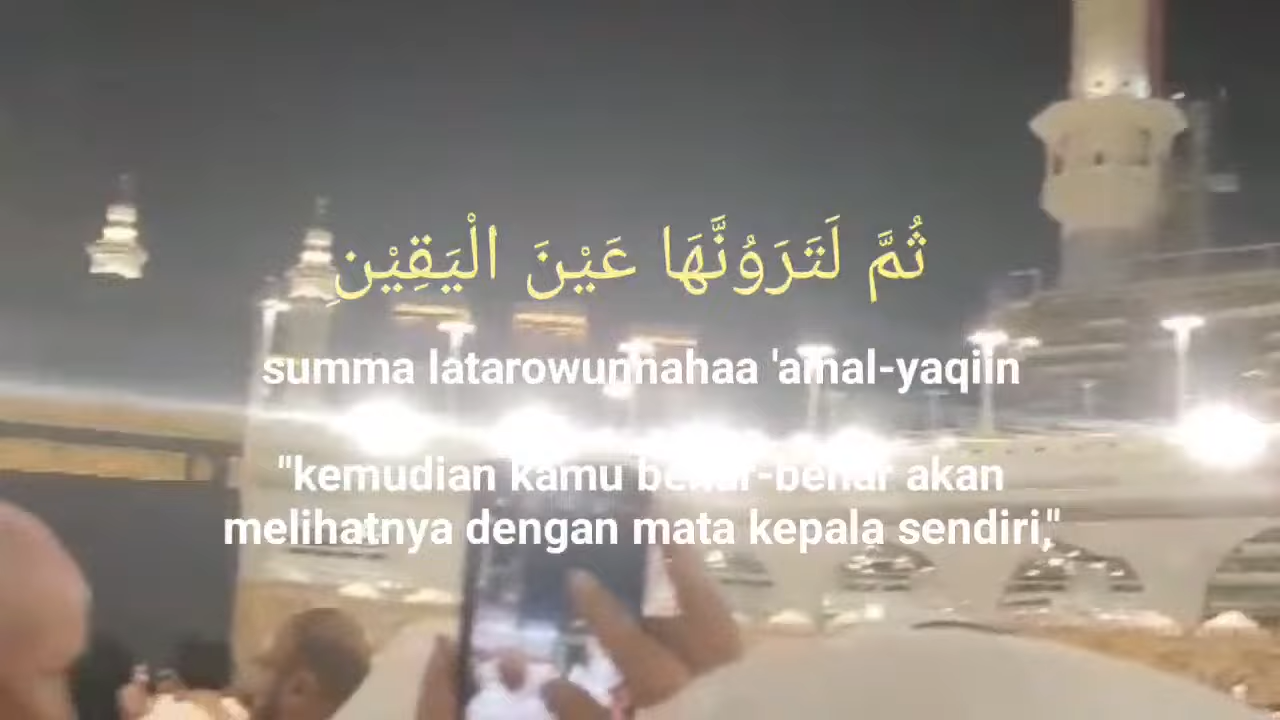 ثُمَّ لَتَرَوُنَّهَا عَيْنَ الْيَقِيْن
summa latarowunnahaa 'ainal-yaqiin
"kemudian kamu benar-benar akan
melihatnya dengan mata kepala sendiri,"